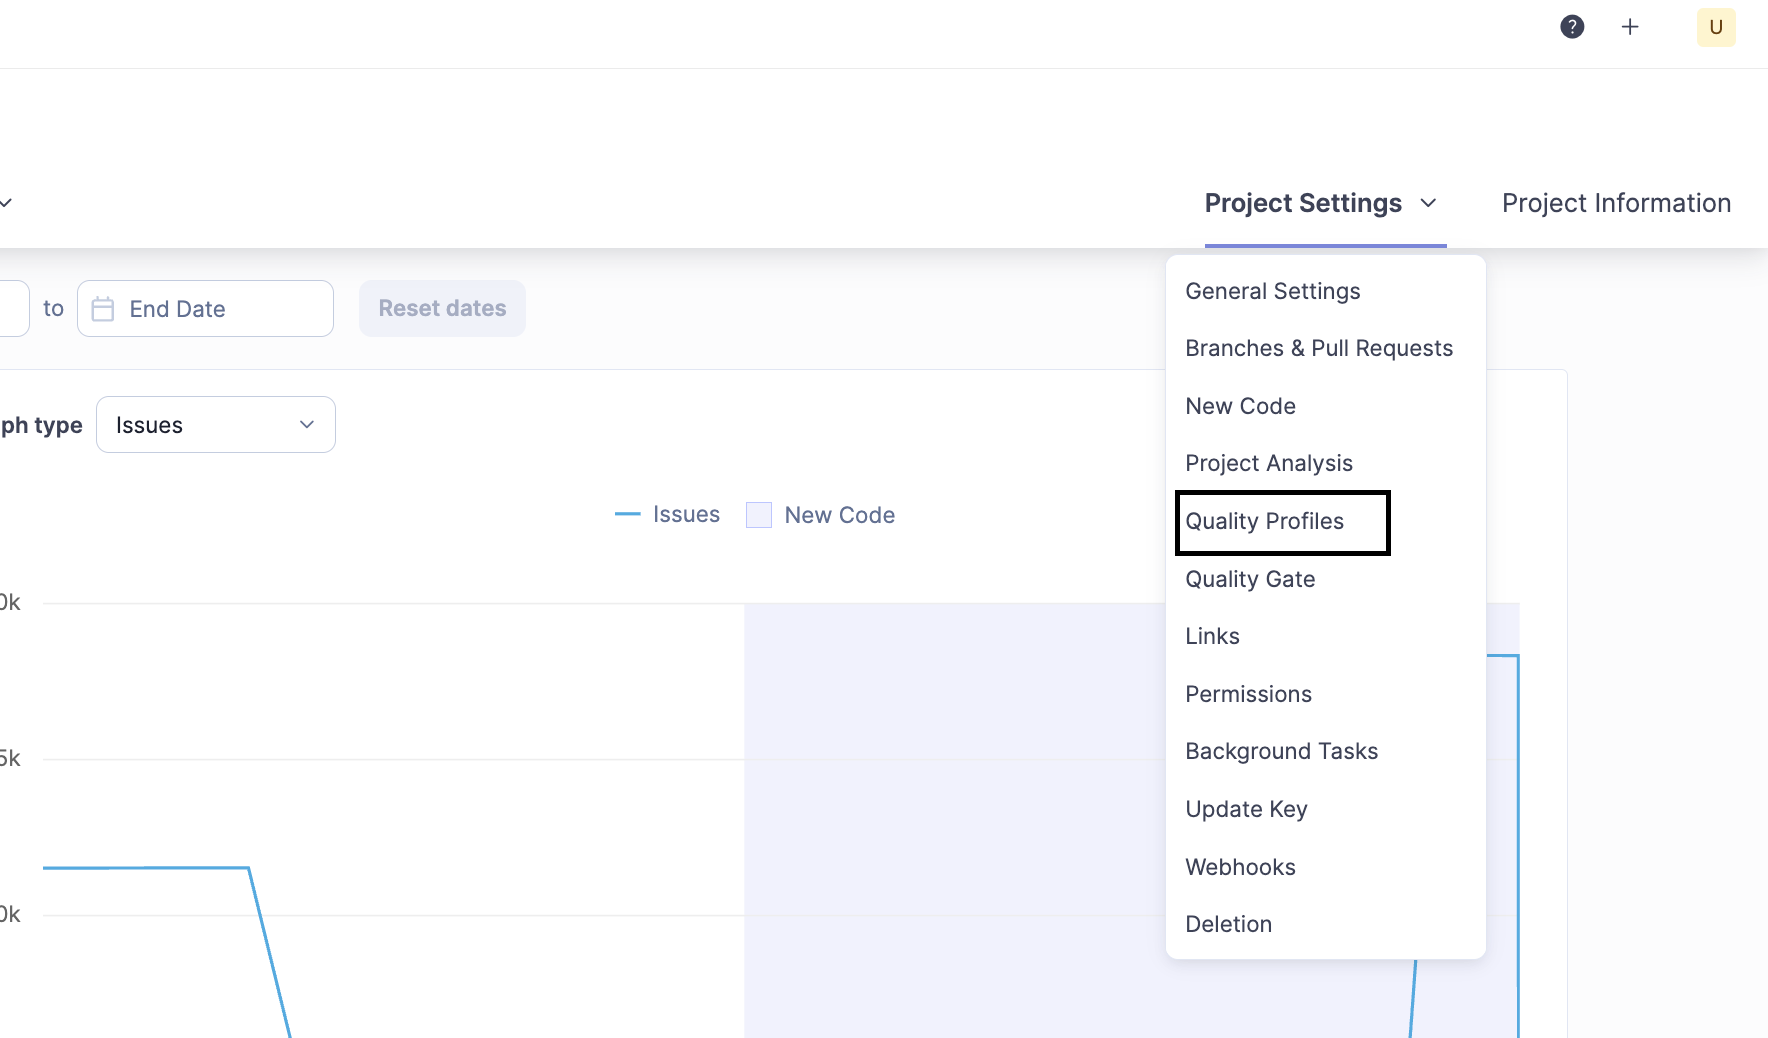 ?
+
U
Project Settings
Project Information
to
End Date
Reset dates
General Settings
Branches & Pull Requests
New Code
Project Analysis
Quality Profiles
Quality Gate
Links
Permissions
Background Tasks
Update Key
Webhooks
Deletion
ph type
Issues
Issues
New Code
0k
5k
0k